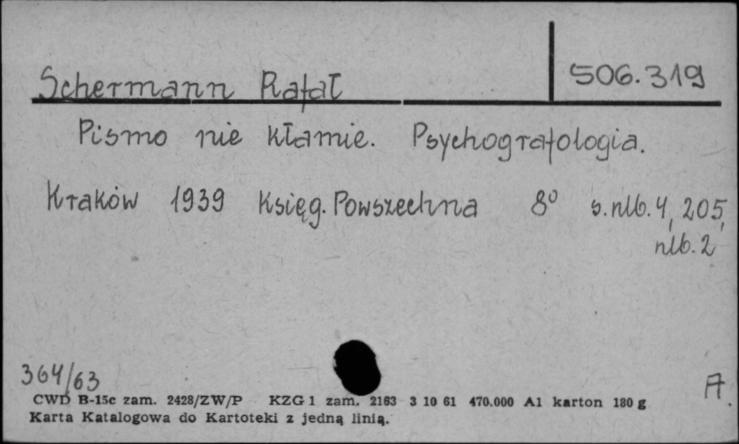 Schermann Rafał 506.319
Pismo nie kłamie. Psychografologia.
Kraków 1939 Księg. Powszechna 8° s. nlb. 4, 205,
nlb. 2
364/63
A.
CWD B-15c zam. 2428/ZW/P KZG 1 zam. 2163 3 10 61 470.000 A1 karton 180 g
Karta Katalogowa do Kartoteki z jedną linią.